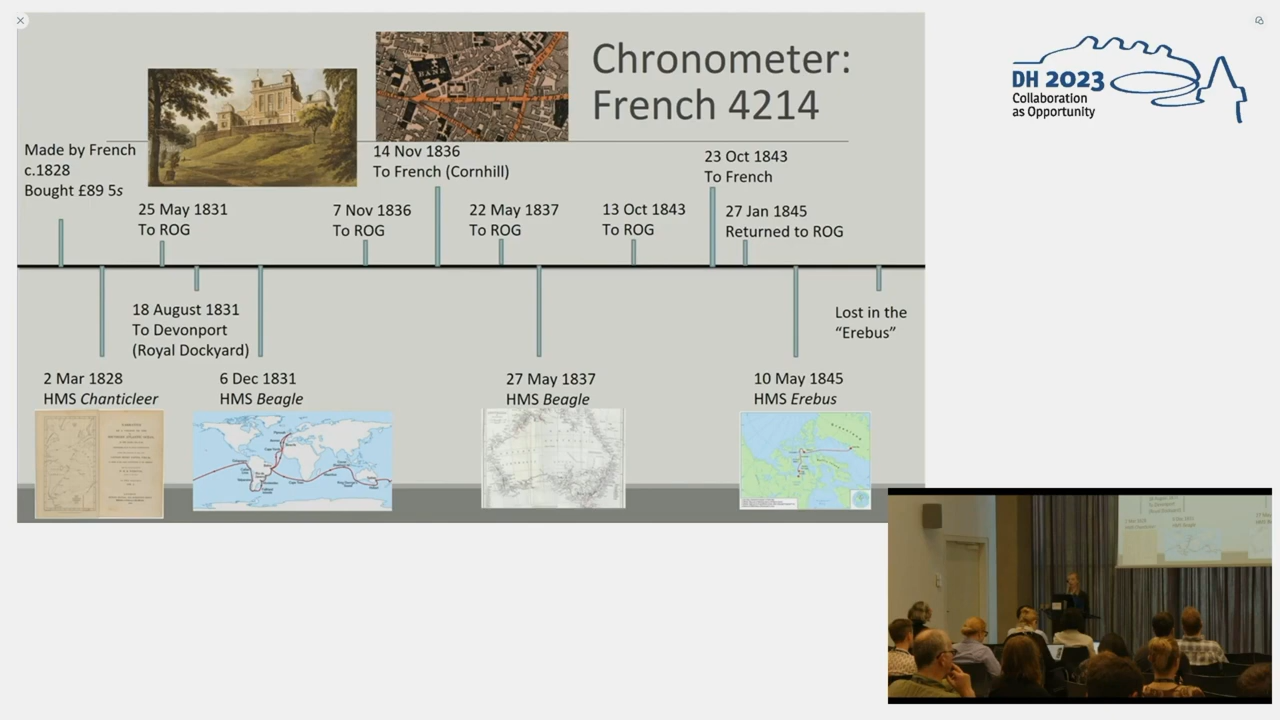 Chronometer:
French 4214
DH 2023
Collaboration
as Opportunity
BANK
Made by French
c.1828
Bought £89 5s
14 Nov 1836
To French (Cornhill)
23 Oct 1843
To French
25 May 1831
To ROG
7 Nov 1836
To ROG
22 May 1837
To ROG
13 Oct 1843
To ROG
27 Jan 1845
Returned to ROG
18 August 1831
To Devonport
(Royal Dockyard)
Lost in the
“Erebus”
2 Mar 1828
HMS Chanticleer
6 Dec 1831
HMS Beagle
27 May 1837
HMS Beagle
10 May 1845
HMS Erebus